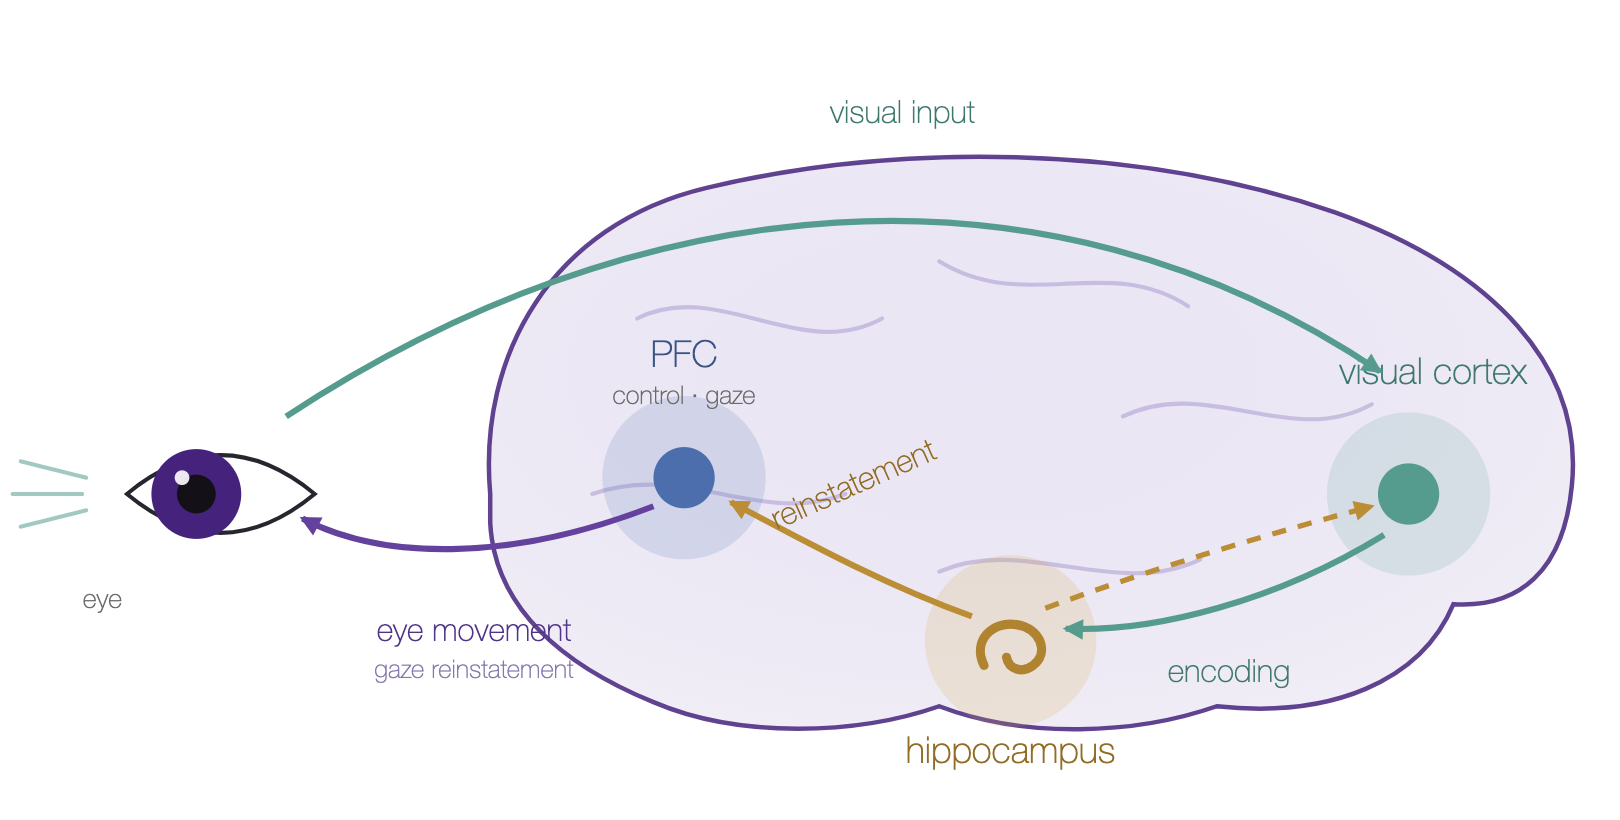 visual input
PFC
control · gaze
visual cortex
reinstatement
eye
eye movement
gaze reinstatement
encoding
hippocampus